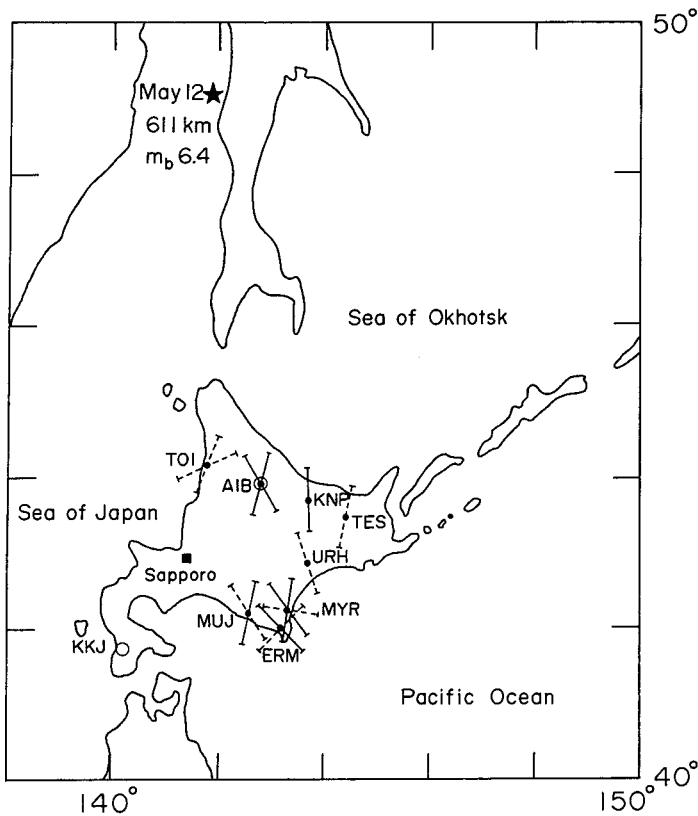 50°
May 12
611 km
mb 6.4
Sea of Okhotsk
TOI
AIB
KNP
TES
Sea of Japan
URH
Sapporo
MUJ
MYR
KKJ
ERM
Pacific Ocean
40°
140°
150°